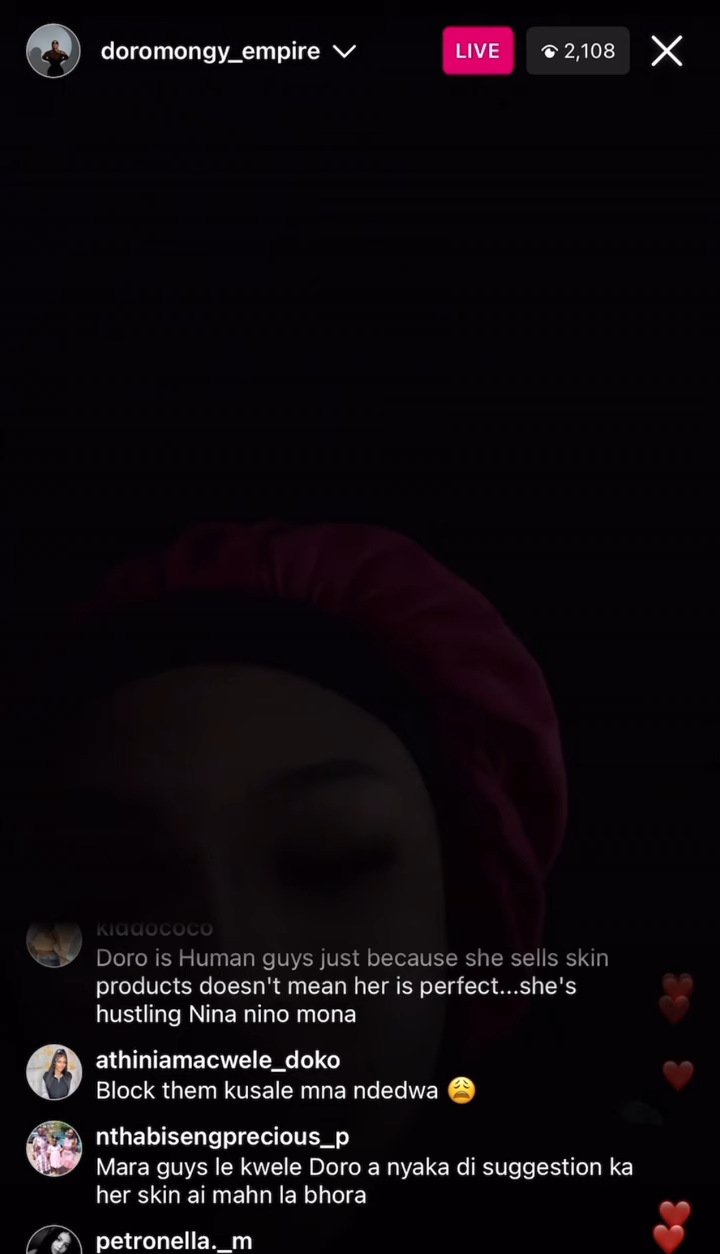 doromongy_empire
LIVE
2,108
kiddococo
Doro is Human guys just because she sells skin
products doesn't mean her is perfect...she's
hustling Nina nino mona
athiniamacwele_doko
Block them kusale mna ndedwa 😩
nthabisengprecious_p
Mara guys le kwele Doro a nyaka di suggestion ka
her skin ai mahn la bhora
petronella._m